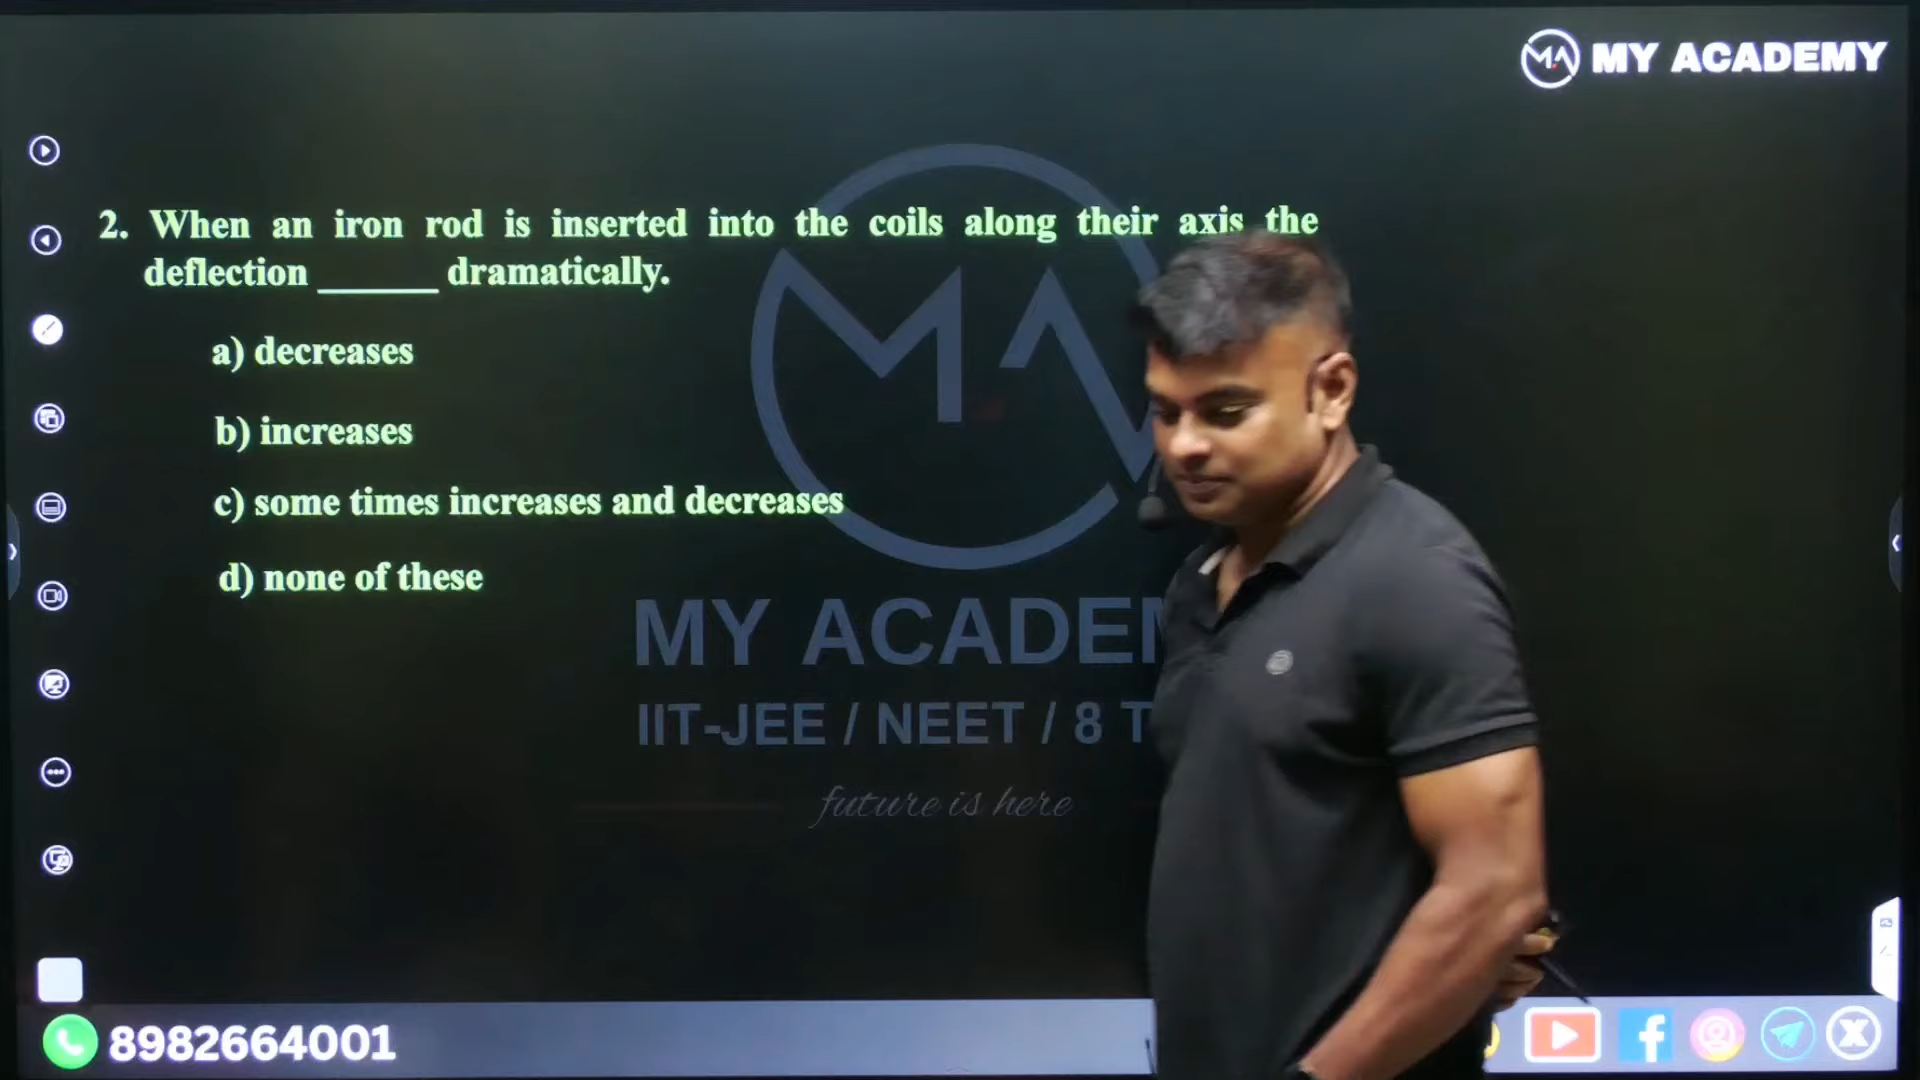 MY ACADEMY
2. When an iron rod is inserted into the coils along their axis the
deflection ______ dramatically.
a) decreases
b) increases
c) some times increases and decreases
d) none of these
MA
MY ACADEM
IIT-JEE / NEET / 8 T
future is here
8982664001